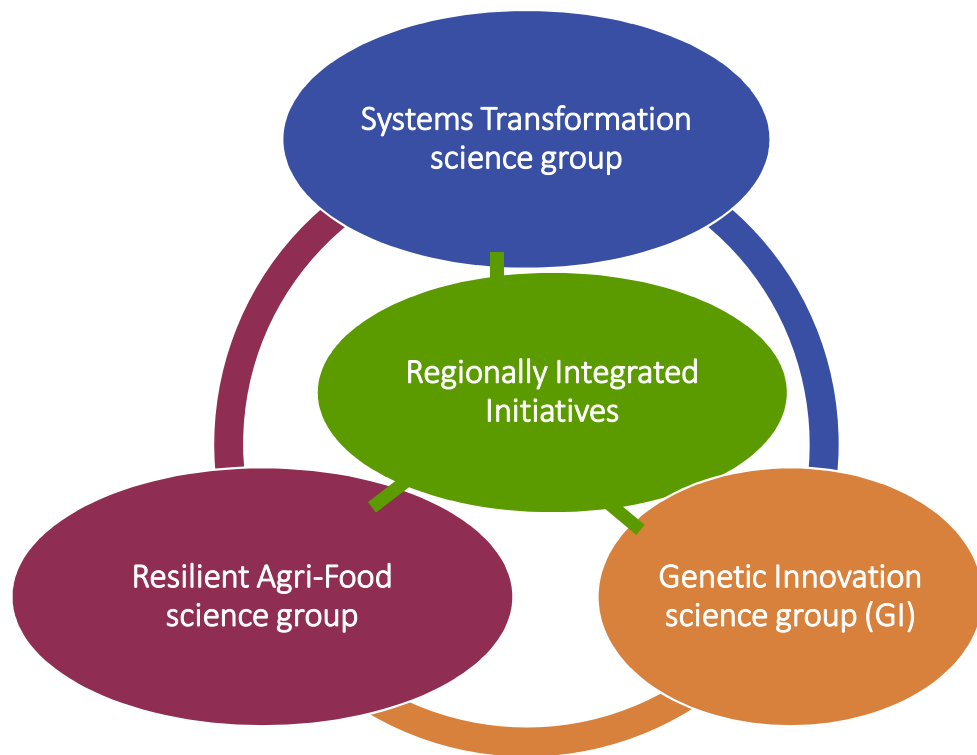 Systems Transformation
science group
Regionally Integrated
Initiatives
Resilient Agri-Food
science group
Genetic Innovation
science group (GI)